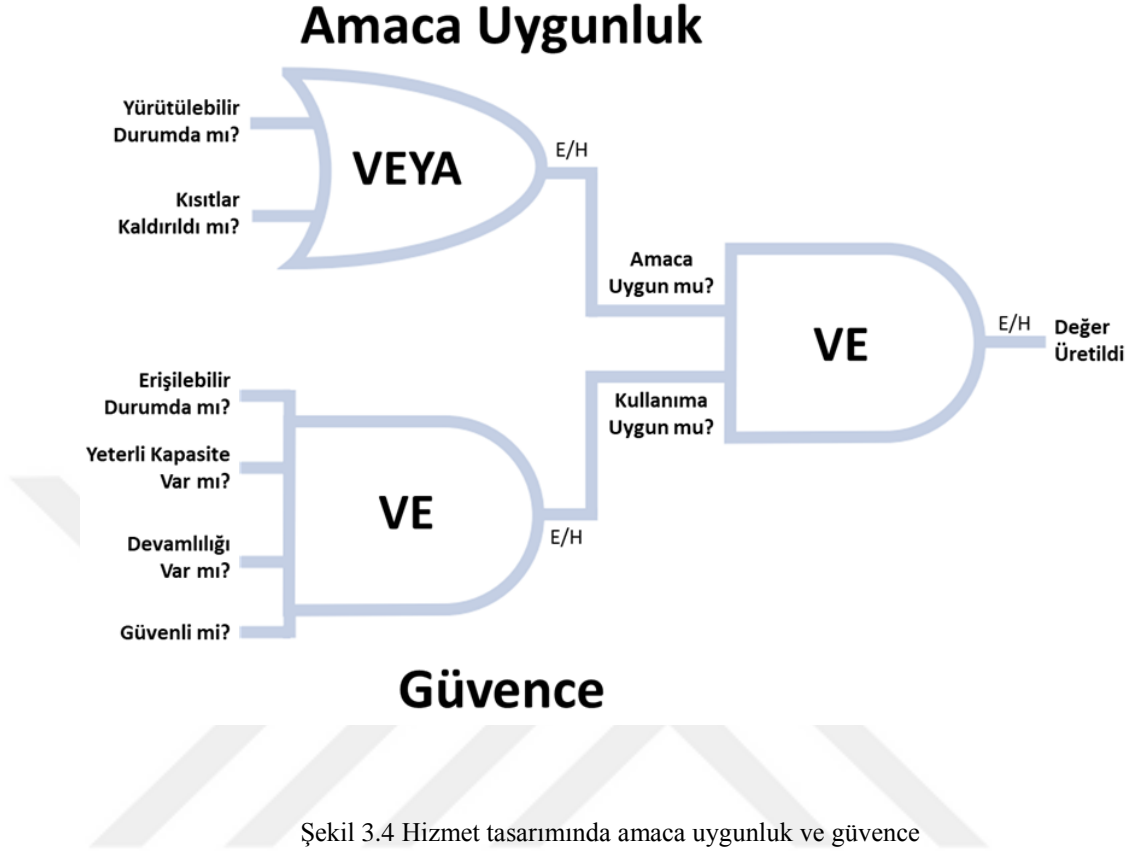 Amaca Uygunluk
Yürütülebilir
Durumda mı?
VEYA
E/H
Kısıtlar
Kaldırıldı mı?
Amaca
Uygun mu?
VE
E/H
Değer
Üretildi
Kullanıma
Uygun mu?
Erişilebilir
Durumda mı?
Yeterli Kapasite
Var mı?
VE
E/H
Devamlılığı
Var mı?
Güvenli mi?
Güvence
Şekil 3.4 Hizmet tasarımında amaca uygunluk ve güvence